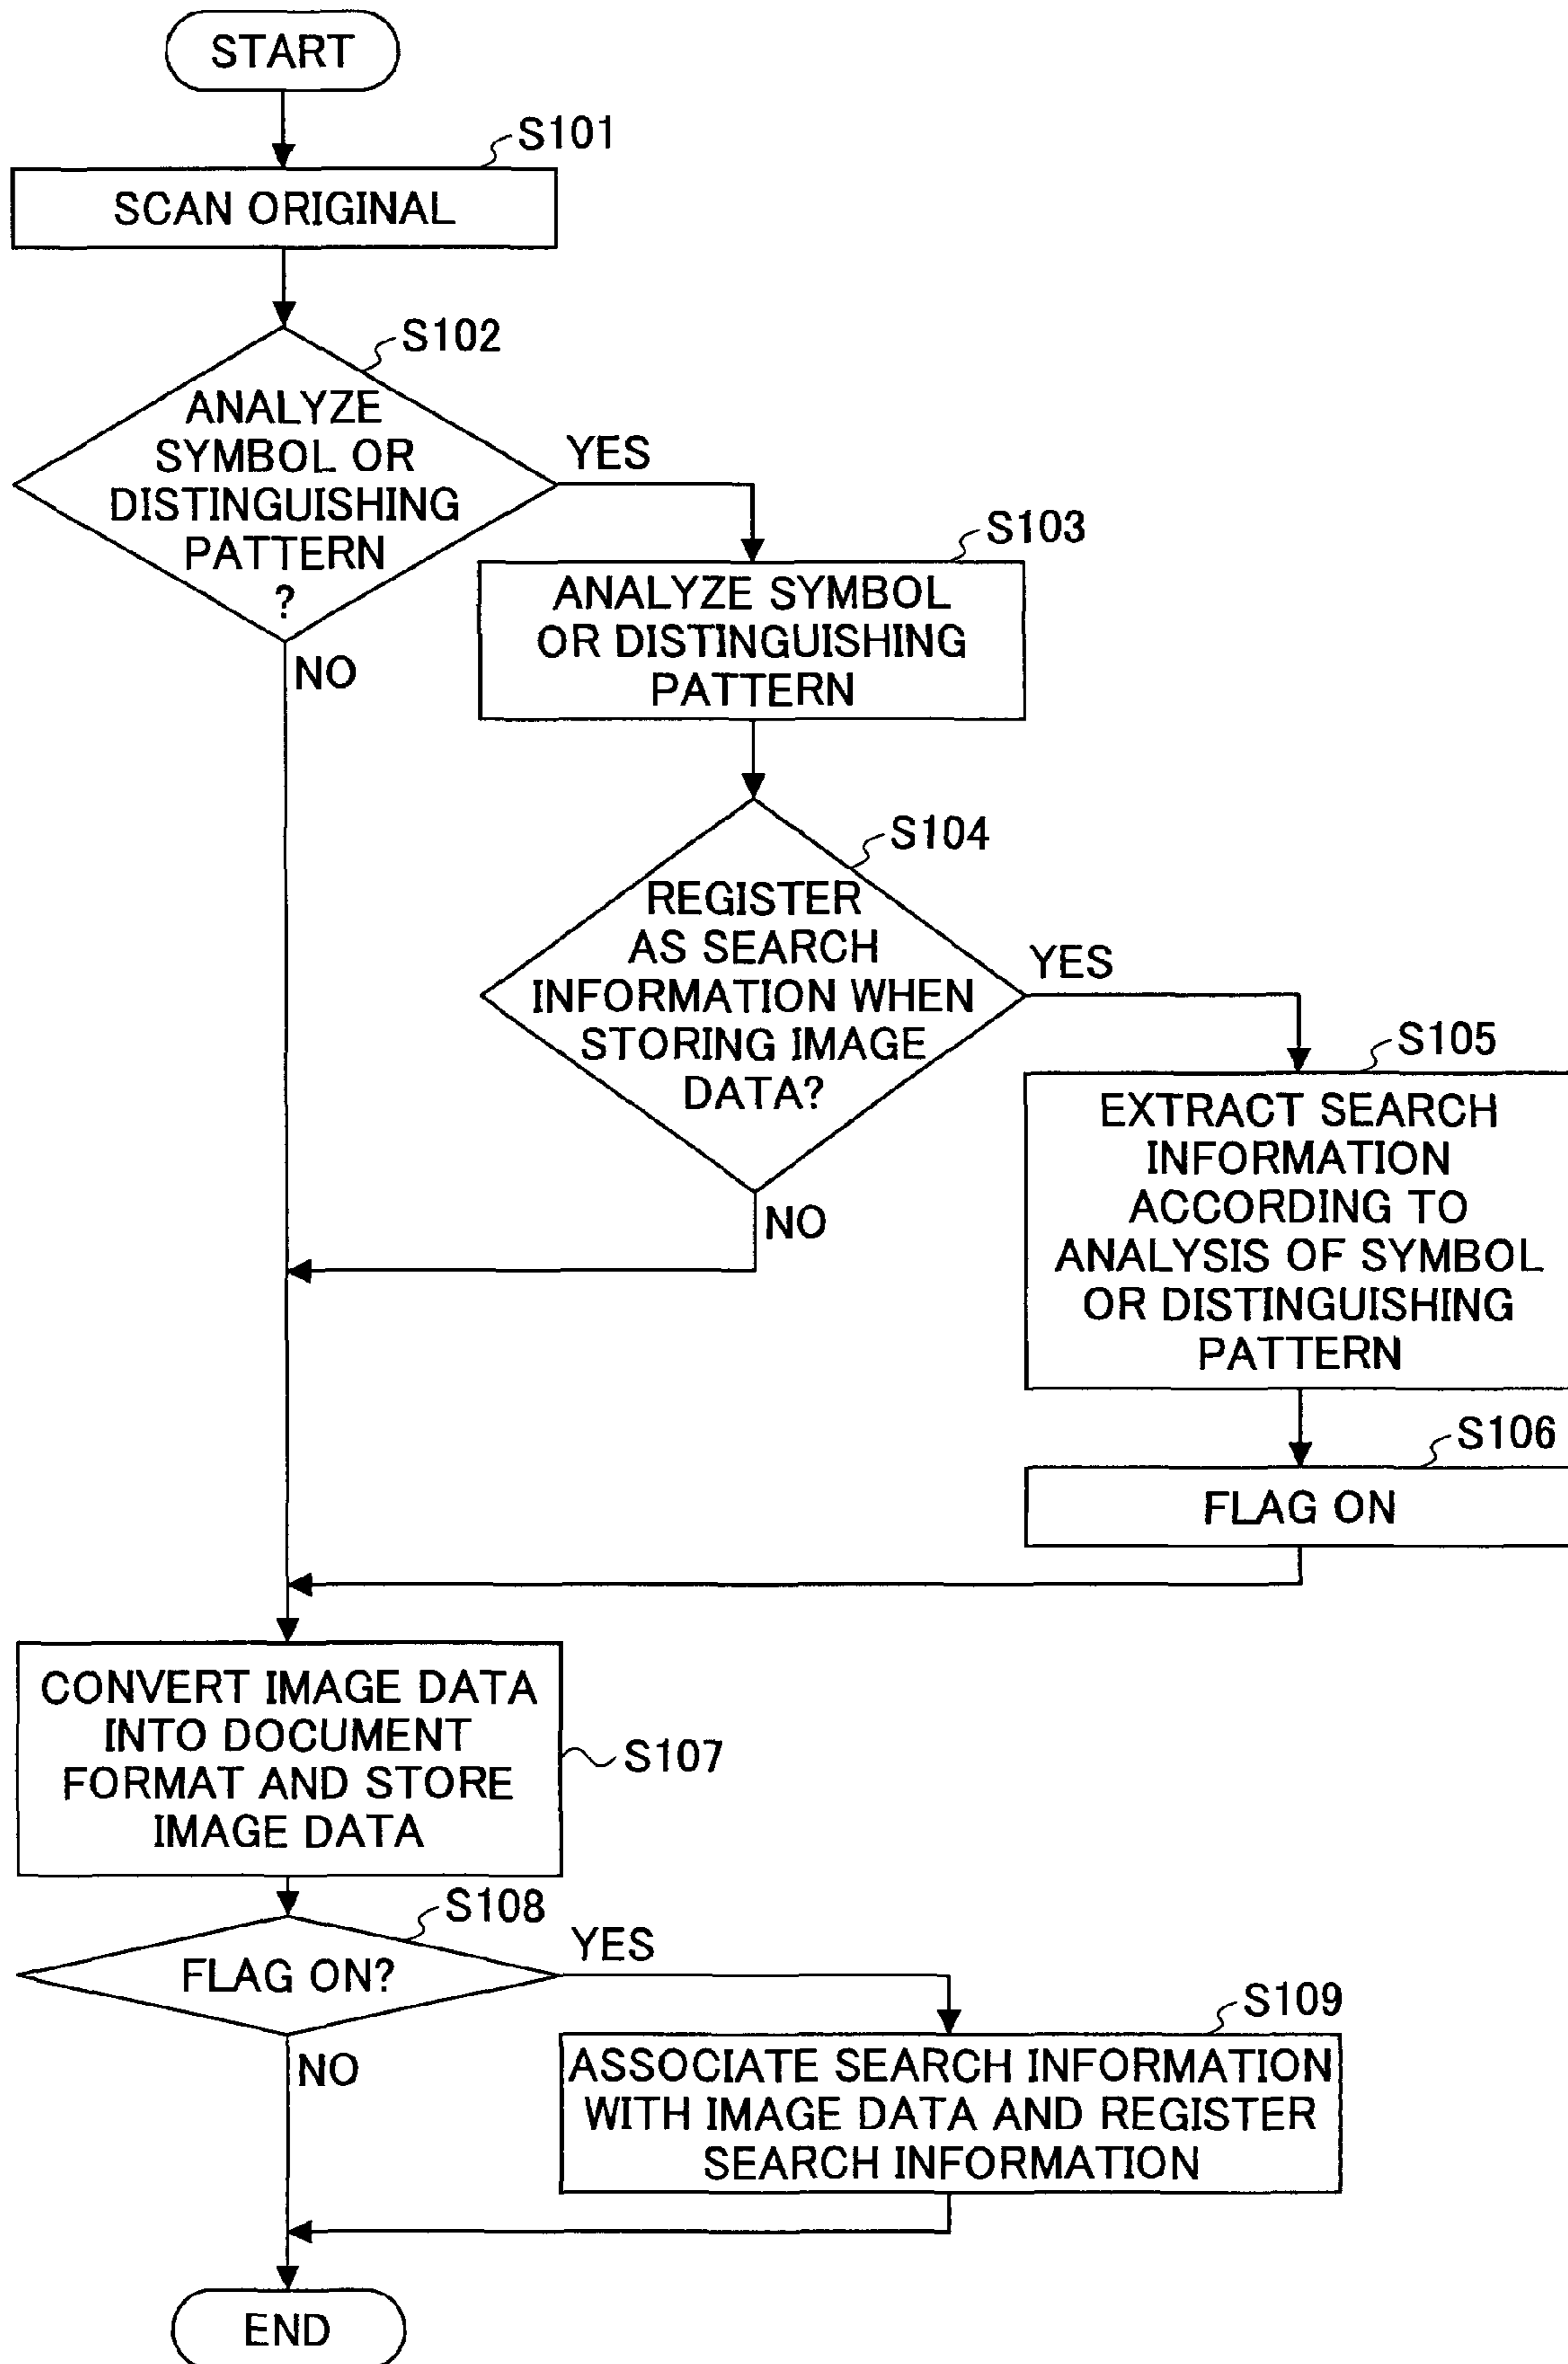 START
S101
SCAN ORIGINAL
S102
ANALYZE
SYMBOL OR
DISTINGUISHING
PATTERN
?
YES
NO
S103
ANALYZE SYMBOL
OR DISTINGUISHING
PATTERN
S104
REGISTER
AS SEARCH
INFORMATION WHEN
STORING IMAGE
DATA?
YES
NO
S105
EXTRACT SEARCH
INFORMATION
ACCORDING TO
ANALYSIS OF SYMBOL
OR DISTINGUISHING
PATTERN
S106
FLAG ON
CONVERT IMAGE DATA
INTO DOCUMENT
FORMAT AND STORE
IMAGE DATA
S107
S108
FLAG ON?
YES
NO
S109
ASSOCIATE SEARCH INFORMATION
WITH IMAGE DATA AND REGISTER
SEARCH INFORMATION
END